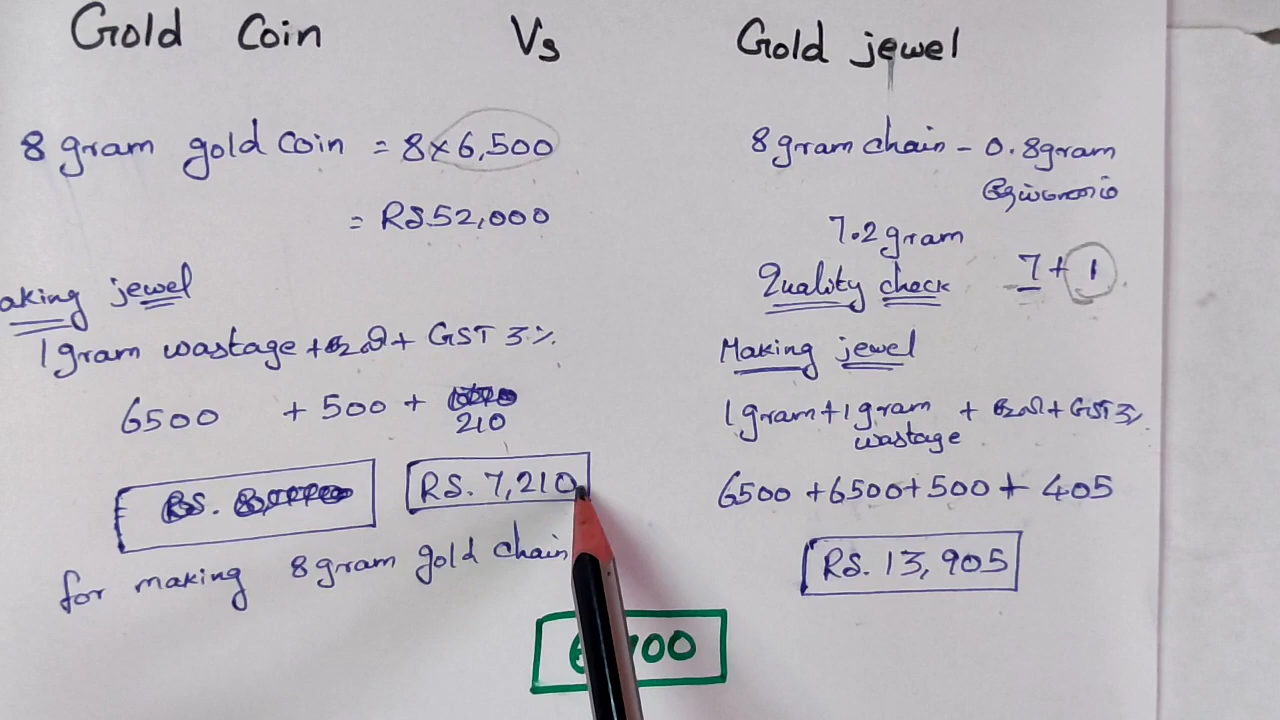 Gold Coin Vs Gold jewel
8 gram gold coin = 8×6,500
= RS.52,000
aking jewel
1 gram wastage + கூலி + GST 3%
6500 + 500 +
210
RS.
RS. 7,210
for making 8 gram gold chain
8 gram chain - 0.8gram
தேய்மானம்
7.2 gram
Quality check 7 + 1
Making jewel
1 gram + 1 gram + கூலி + GST 3%
wastage
6500 + 6500 + 500 + 405
RS. 13,905